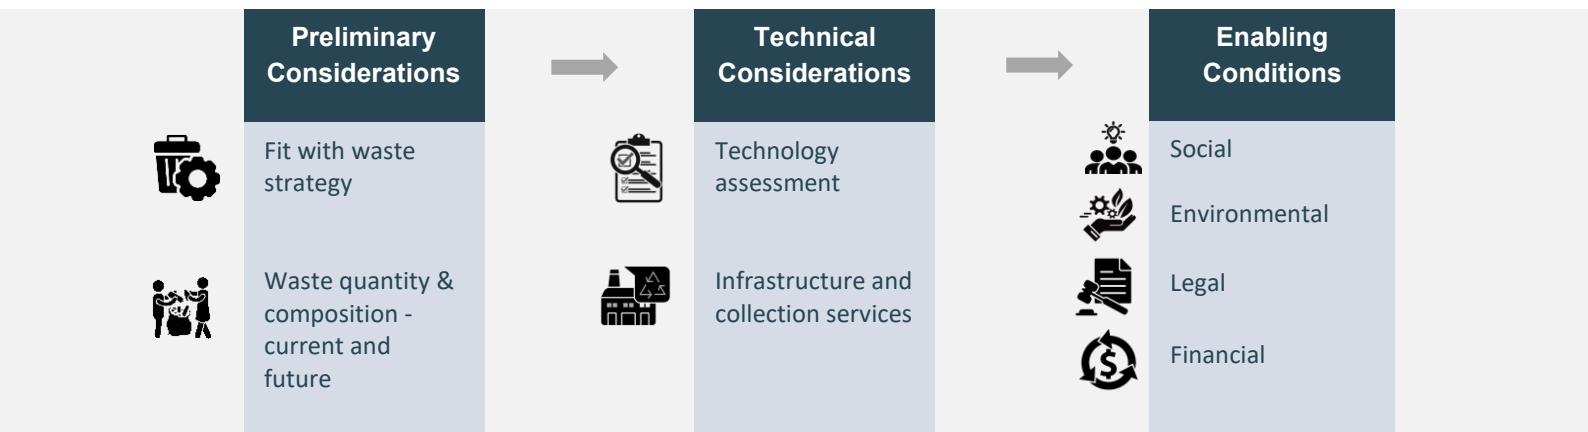 Preliminary
Considerations
Fit with waste
strategy
Waste quantity &
composition -
current and
future
Technical
Considerations
Technology
assessment
Infrastructure and
collection services
Enabling
Conditions
Social
Environmental
Legal
Financial